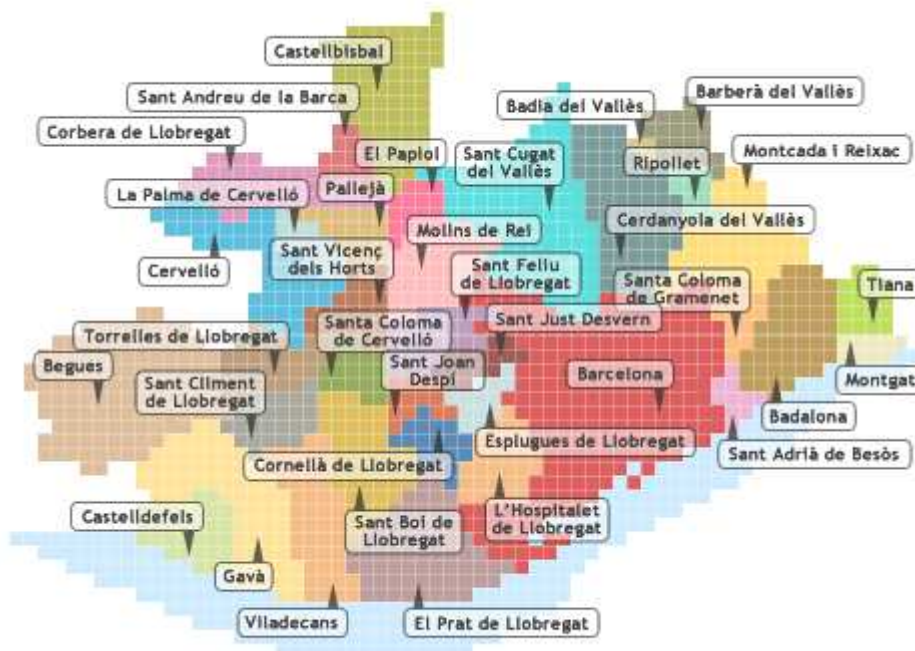 Castellbisbal
Sant Andreu de la Barca
Badia del Vallès
Barberà del Vallès
Corbera de Llobregat
El Papiol
Sant Cugat
del Vallès
Ripollet
Montcada i Reixac
La Palma de Cervelló
Pallejà
Molins de Rei
Cerdanyola del Vallès
Cervelló
Sant Vicenç
dels Horts
Sant Feliu
de Llobregat
Santa Coloma
de Gramenet
Tiana
Torrelles de Llobregat
Santa Coloma
de Cervelló
Sant Just Desvern
Begues
Sant Climent
de Llobregat
Sant Joan
Despí
Barcelona
Montgat
Badalona
Cornellà de Llobregat
Esplugues de Llobregat
Sant Adrià de Besòs
Castelldefels
Sant Boi de
Llobregat
L'Hospitalet
de Llobregat
Gavà
Viladecans
El Prat de Llobregat